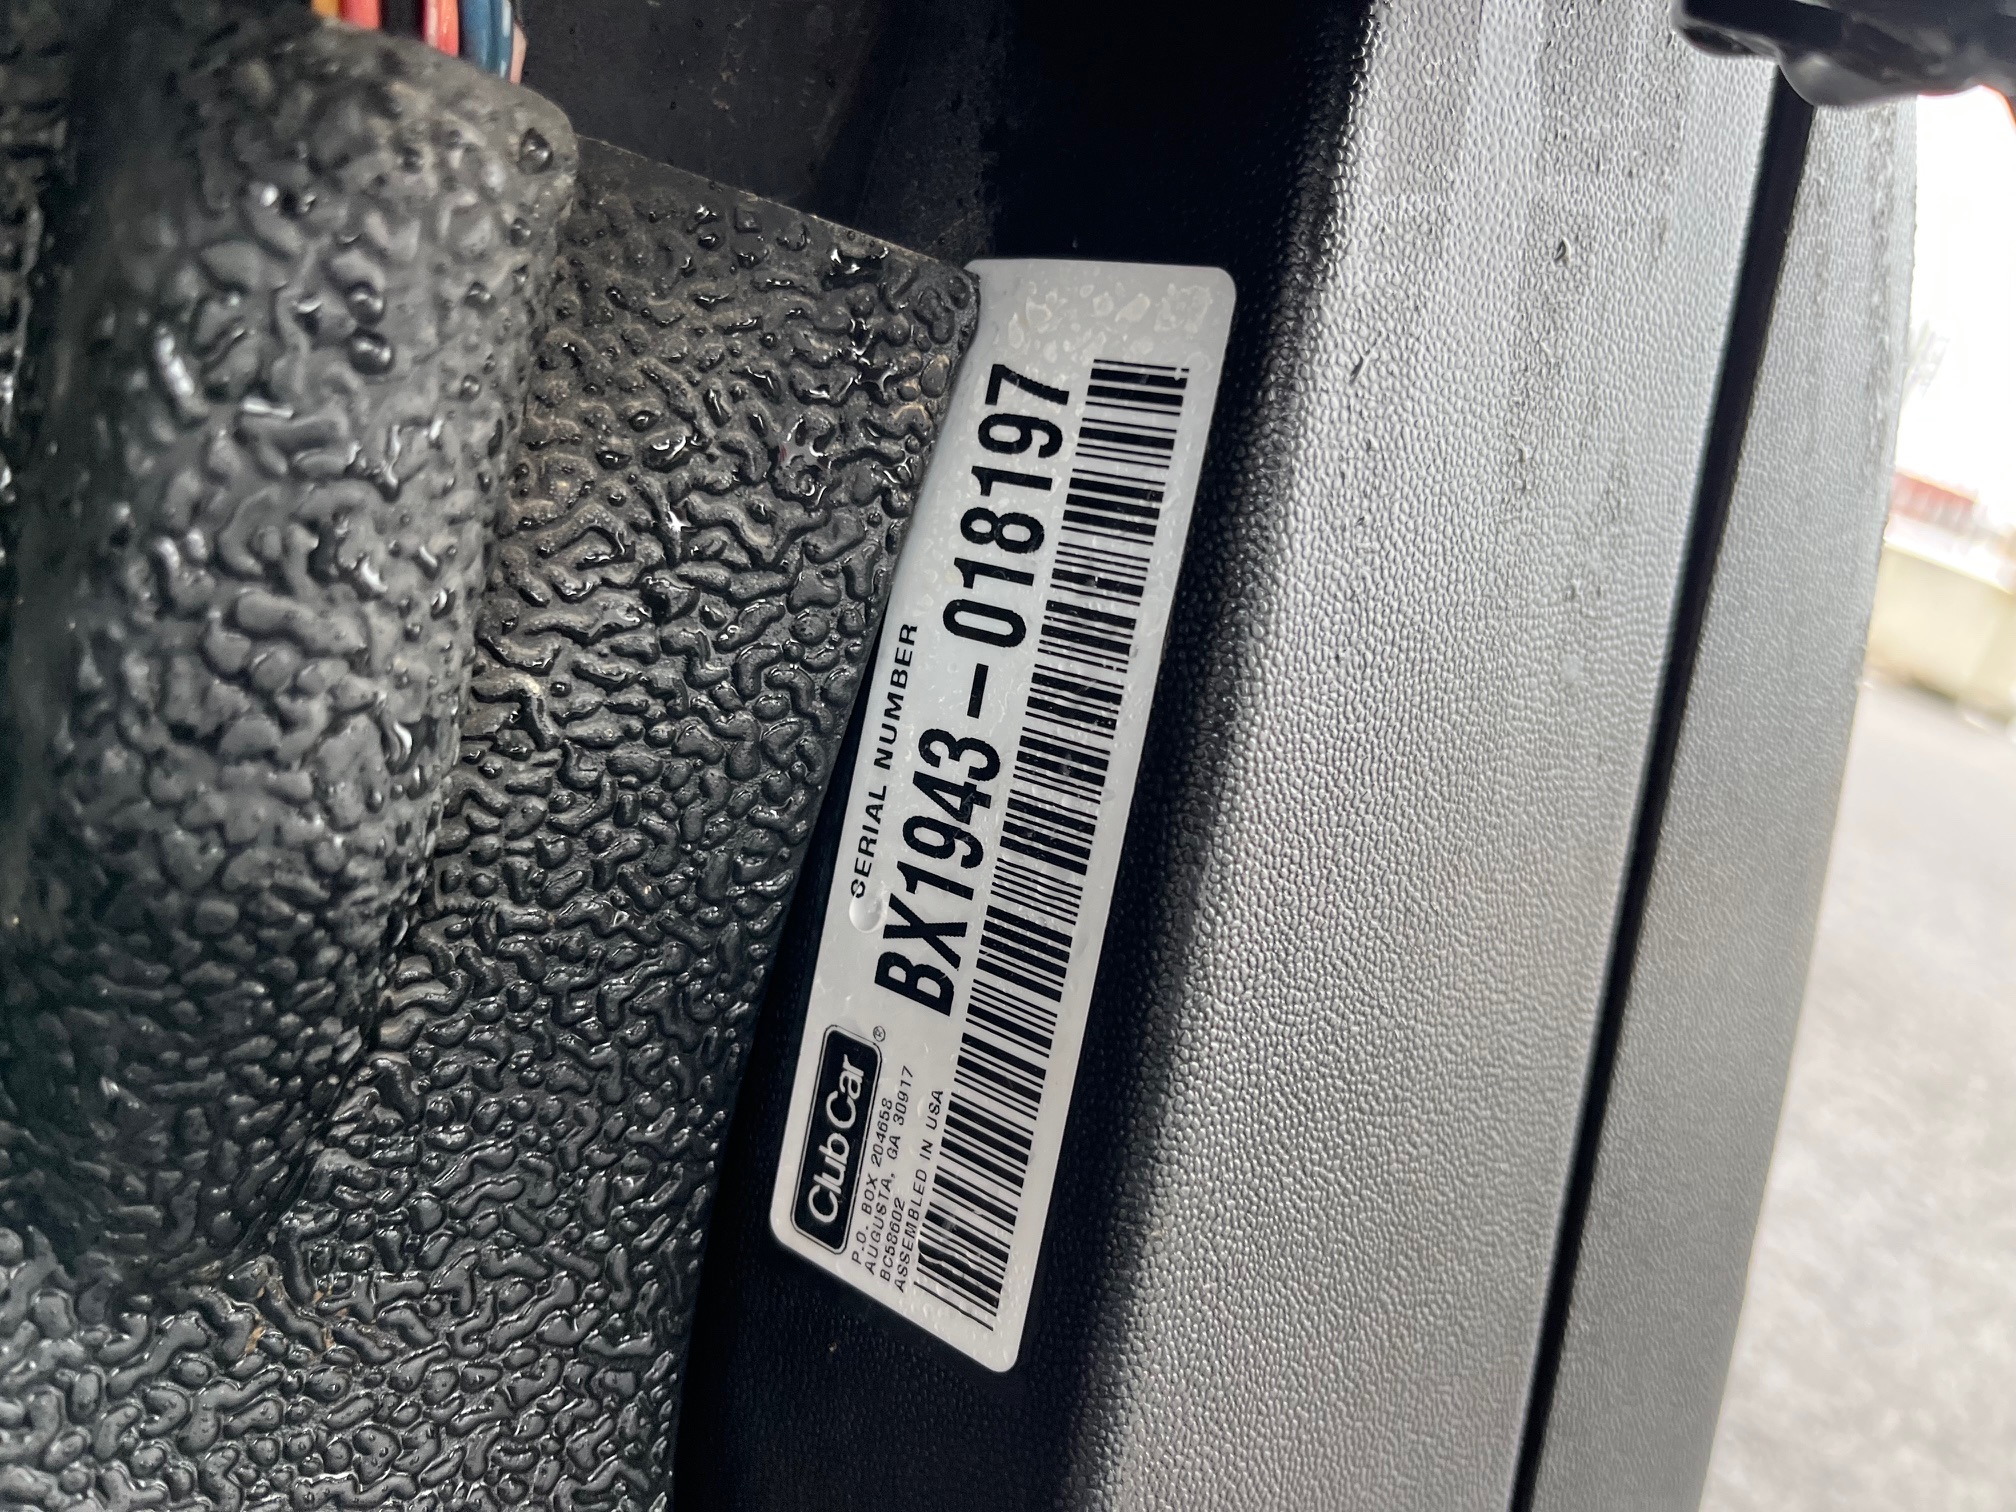 Club Car®
P.O. BOX 204658
AUGUSTA, GA 30917
BC58602
ASSEMBLED IN USA
SERIAL NUMBER
BX1943-018197